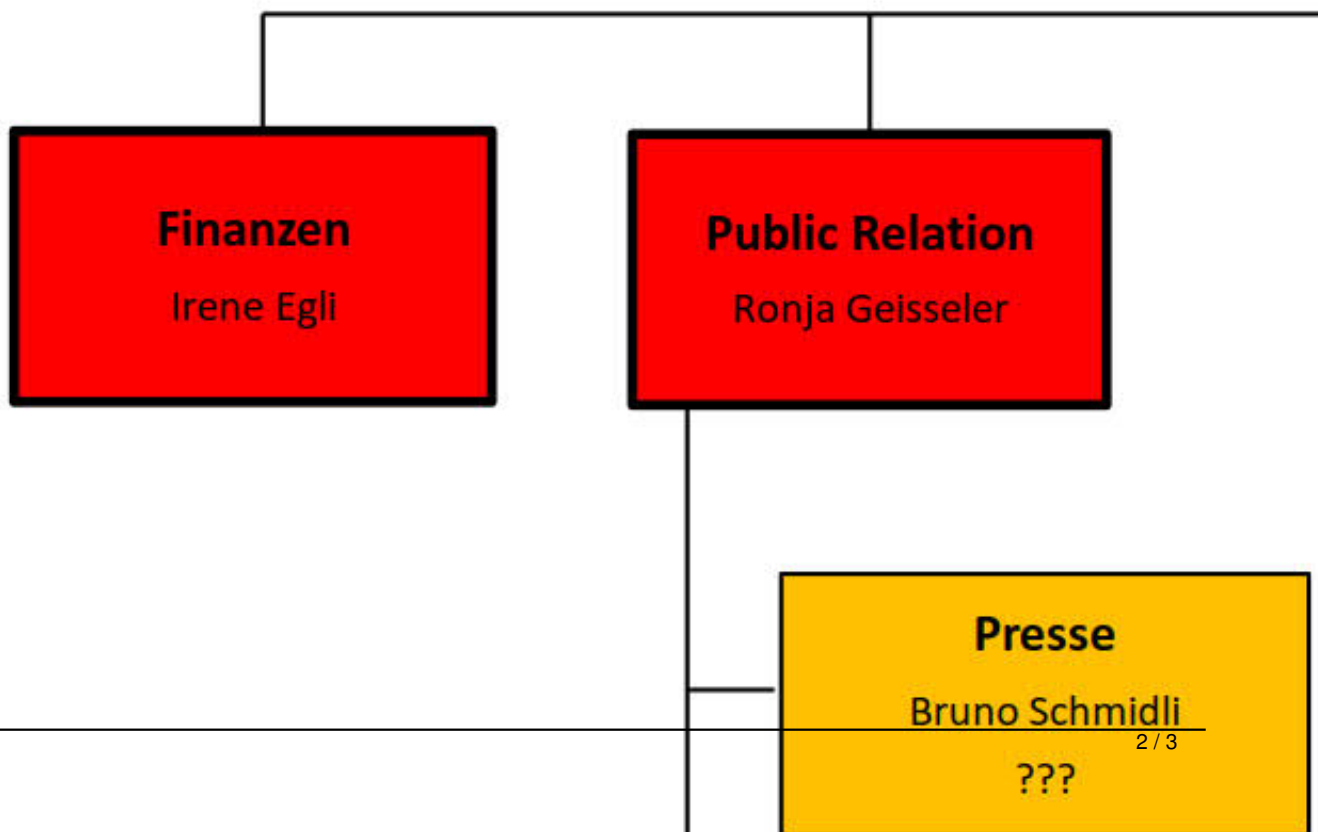 Finanzen
Irene Egli
Public Relation
Ronja Geisseler
Presse
Bruno Schmidli
2 / 3
???